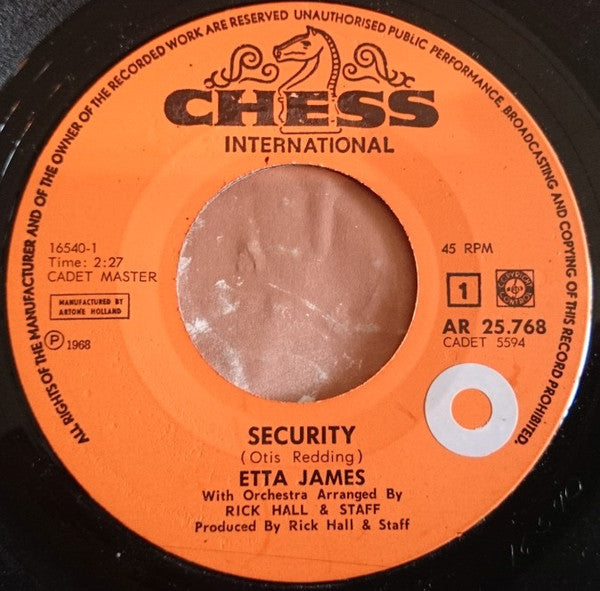 ALL RIGHTS OF THE MANUFACTURER AND OF THE OWNER OF THE RECORDED WORK ARE RESERVED UNAUTHORISED PUBLIC PERFORMANCE, BROADCASTING AND COPYING OF THIS RECORD PROHIBITED.
CHESS
INTERNATIONAL
16540-1
Time: 2:27
CADET MASTER
MANUFACTURED BY
ARTONE HOLLAND
P 1968
45 RPM
1
COPYRIGHT
CONTROL
AR 25.768
CADET 5594
SECURITY
(Otis Redding)
ETTA JAMES
With Orchestra Arranged By
RICK HALL & STAFF
Produced By Rick Hall & Staff